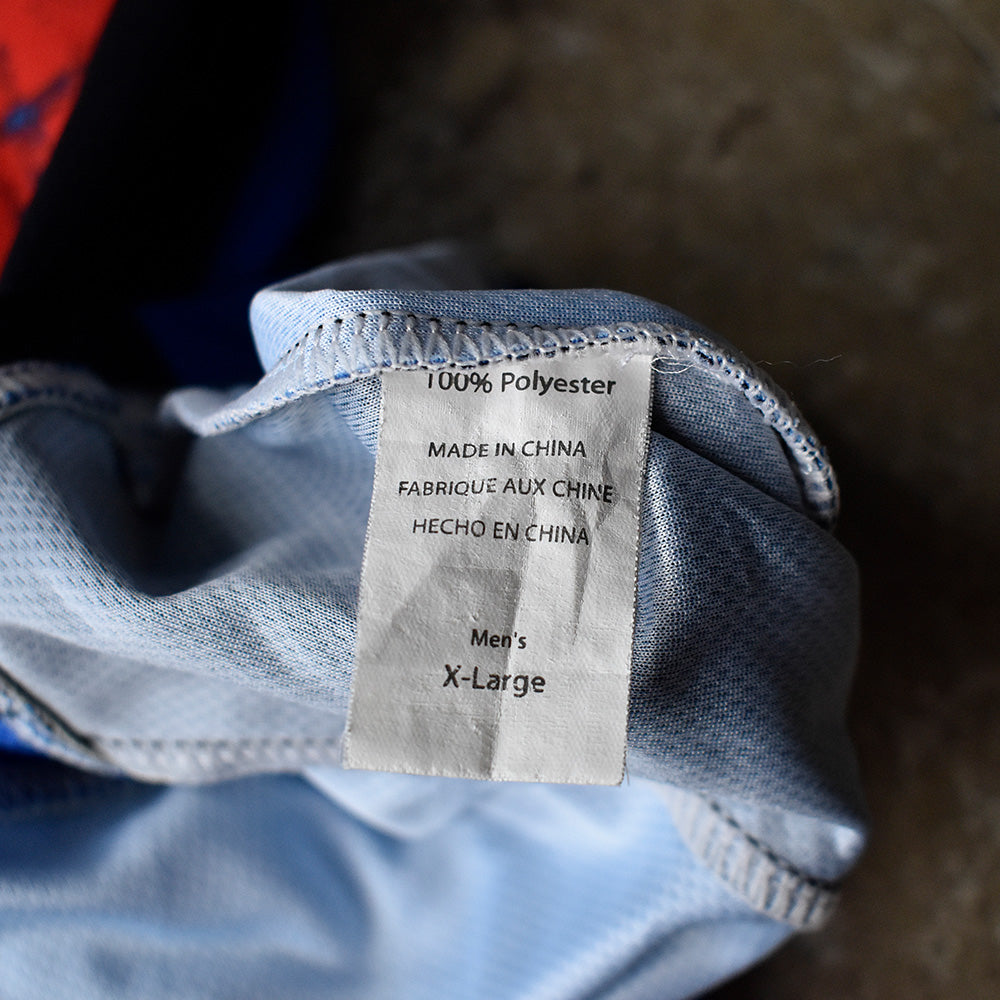 100% Polyester
MADE IN CHINA
FABRIQUE AUX CHINE
HECHO EN CHINA
Men's
X-Large